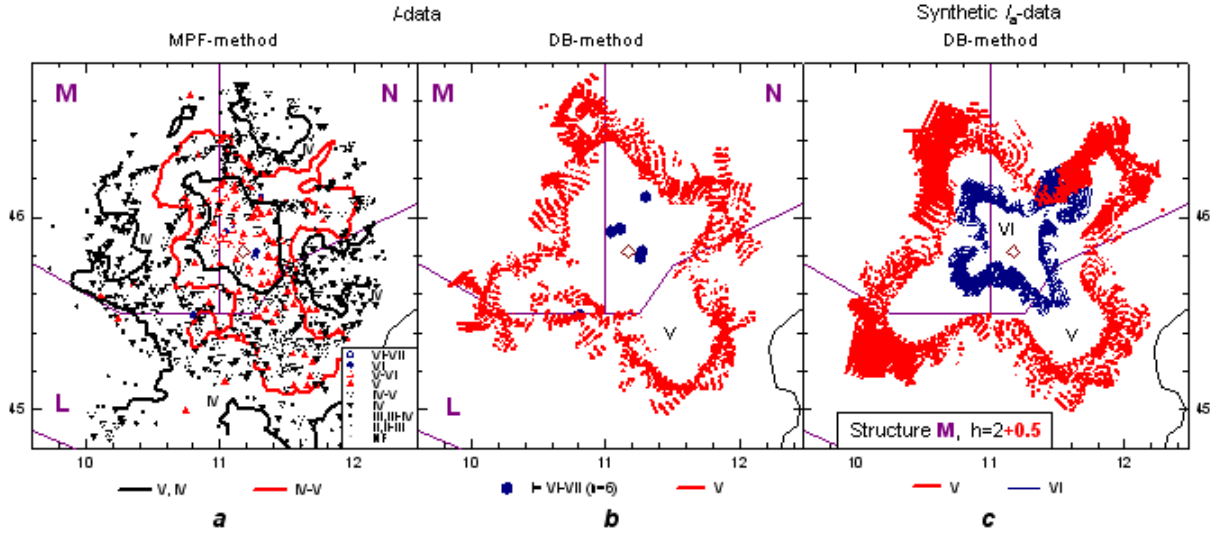 I-data
Synthetic Ia-data
MPF-method
DB-method
DB-method
M
N
M
N
IV
46
46
IV
VI
IV
V
V
VI-VII
VI
V-VI
V
IV-V
IV
III,III-IV
II,II-III
NF
IV
45
L
L
45
Structure M, h=2+0.5
10
11
12
10
11
12
10
11
12
V, IV
IV-V
I= VI-VII (n=6)
V
V
VI
a
b
c